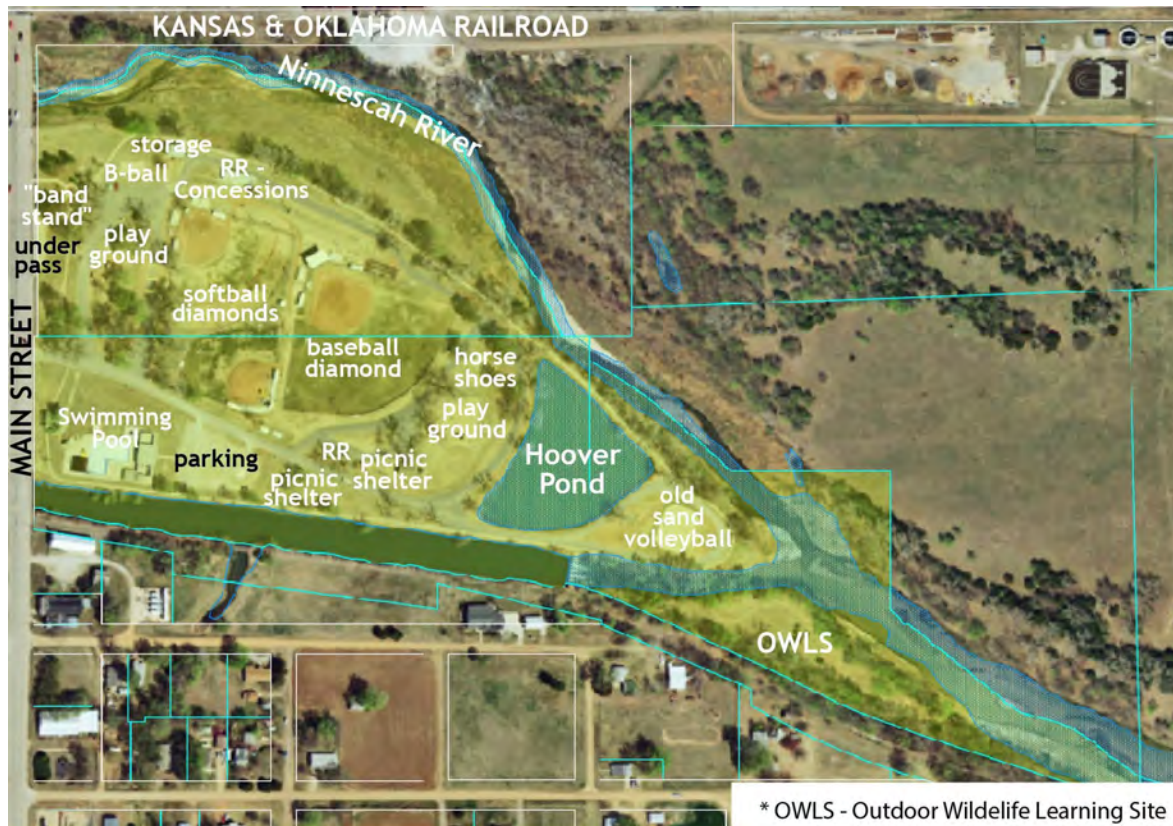 KANSAS & OKLAHOMA RAILROAD
Ninnescah River
storage
B-ball
RR -
Concessions
"band
stand"
under
pass
play
ground
softball
diamonds
MAIN STREET
baseball
diamond
horse
shoes
play
ground
Swimming
Pool
parking
RR
picnic
shelter
picnic
shelter
Hoover
Pond
old
sand
volleyball
OWLS
* OWLS - Outdoor Wildelife Learning Site